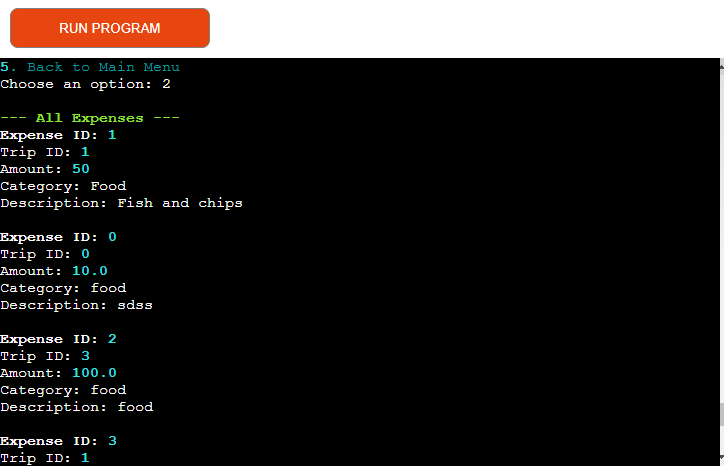 RUN PROGRAM
5. Back to Main Menu
Choose an option: 2
--- All Expenses ---
Expense ID: 1
Trip ID: 1
Amount: 50
Category: Food
Description: Fish and chips
Expense ID: 0
Trip ID: 0
Amount: 10.0
Category: food
Description: sdss
Expense ID: 2
Trip ID: 3
Amount: 100.0
Category: food
Description: food
Expense ID: 3
Trip ID: 1